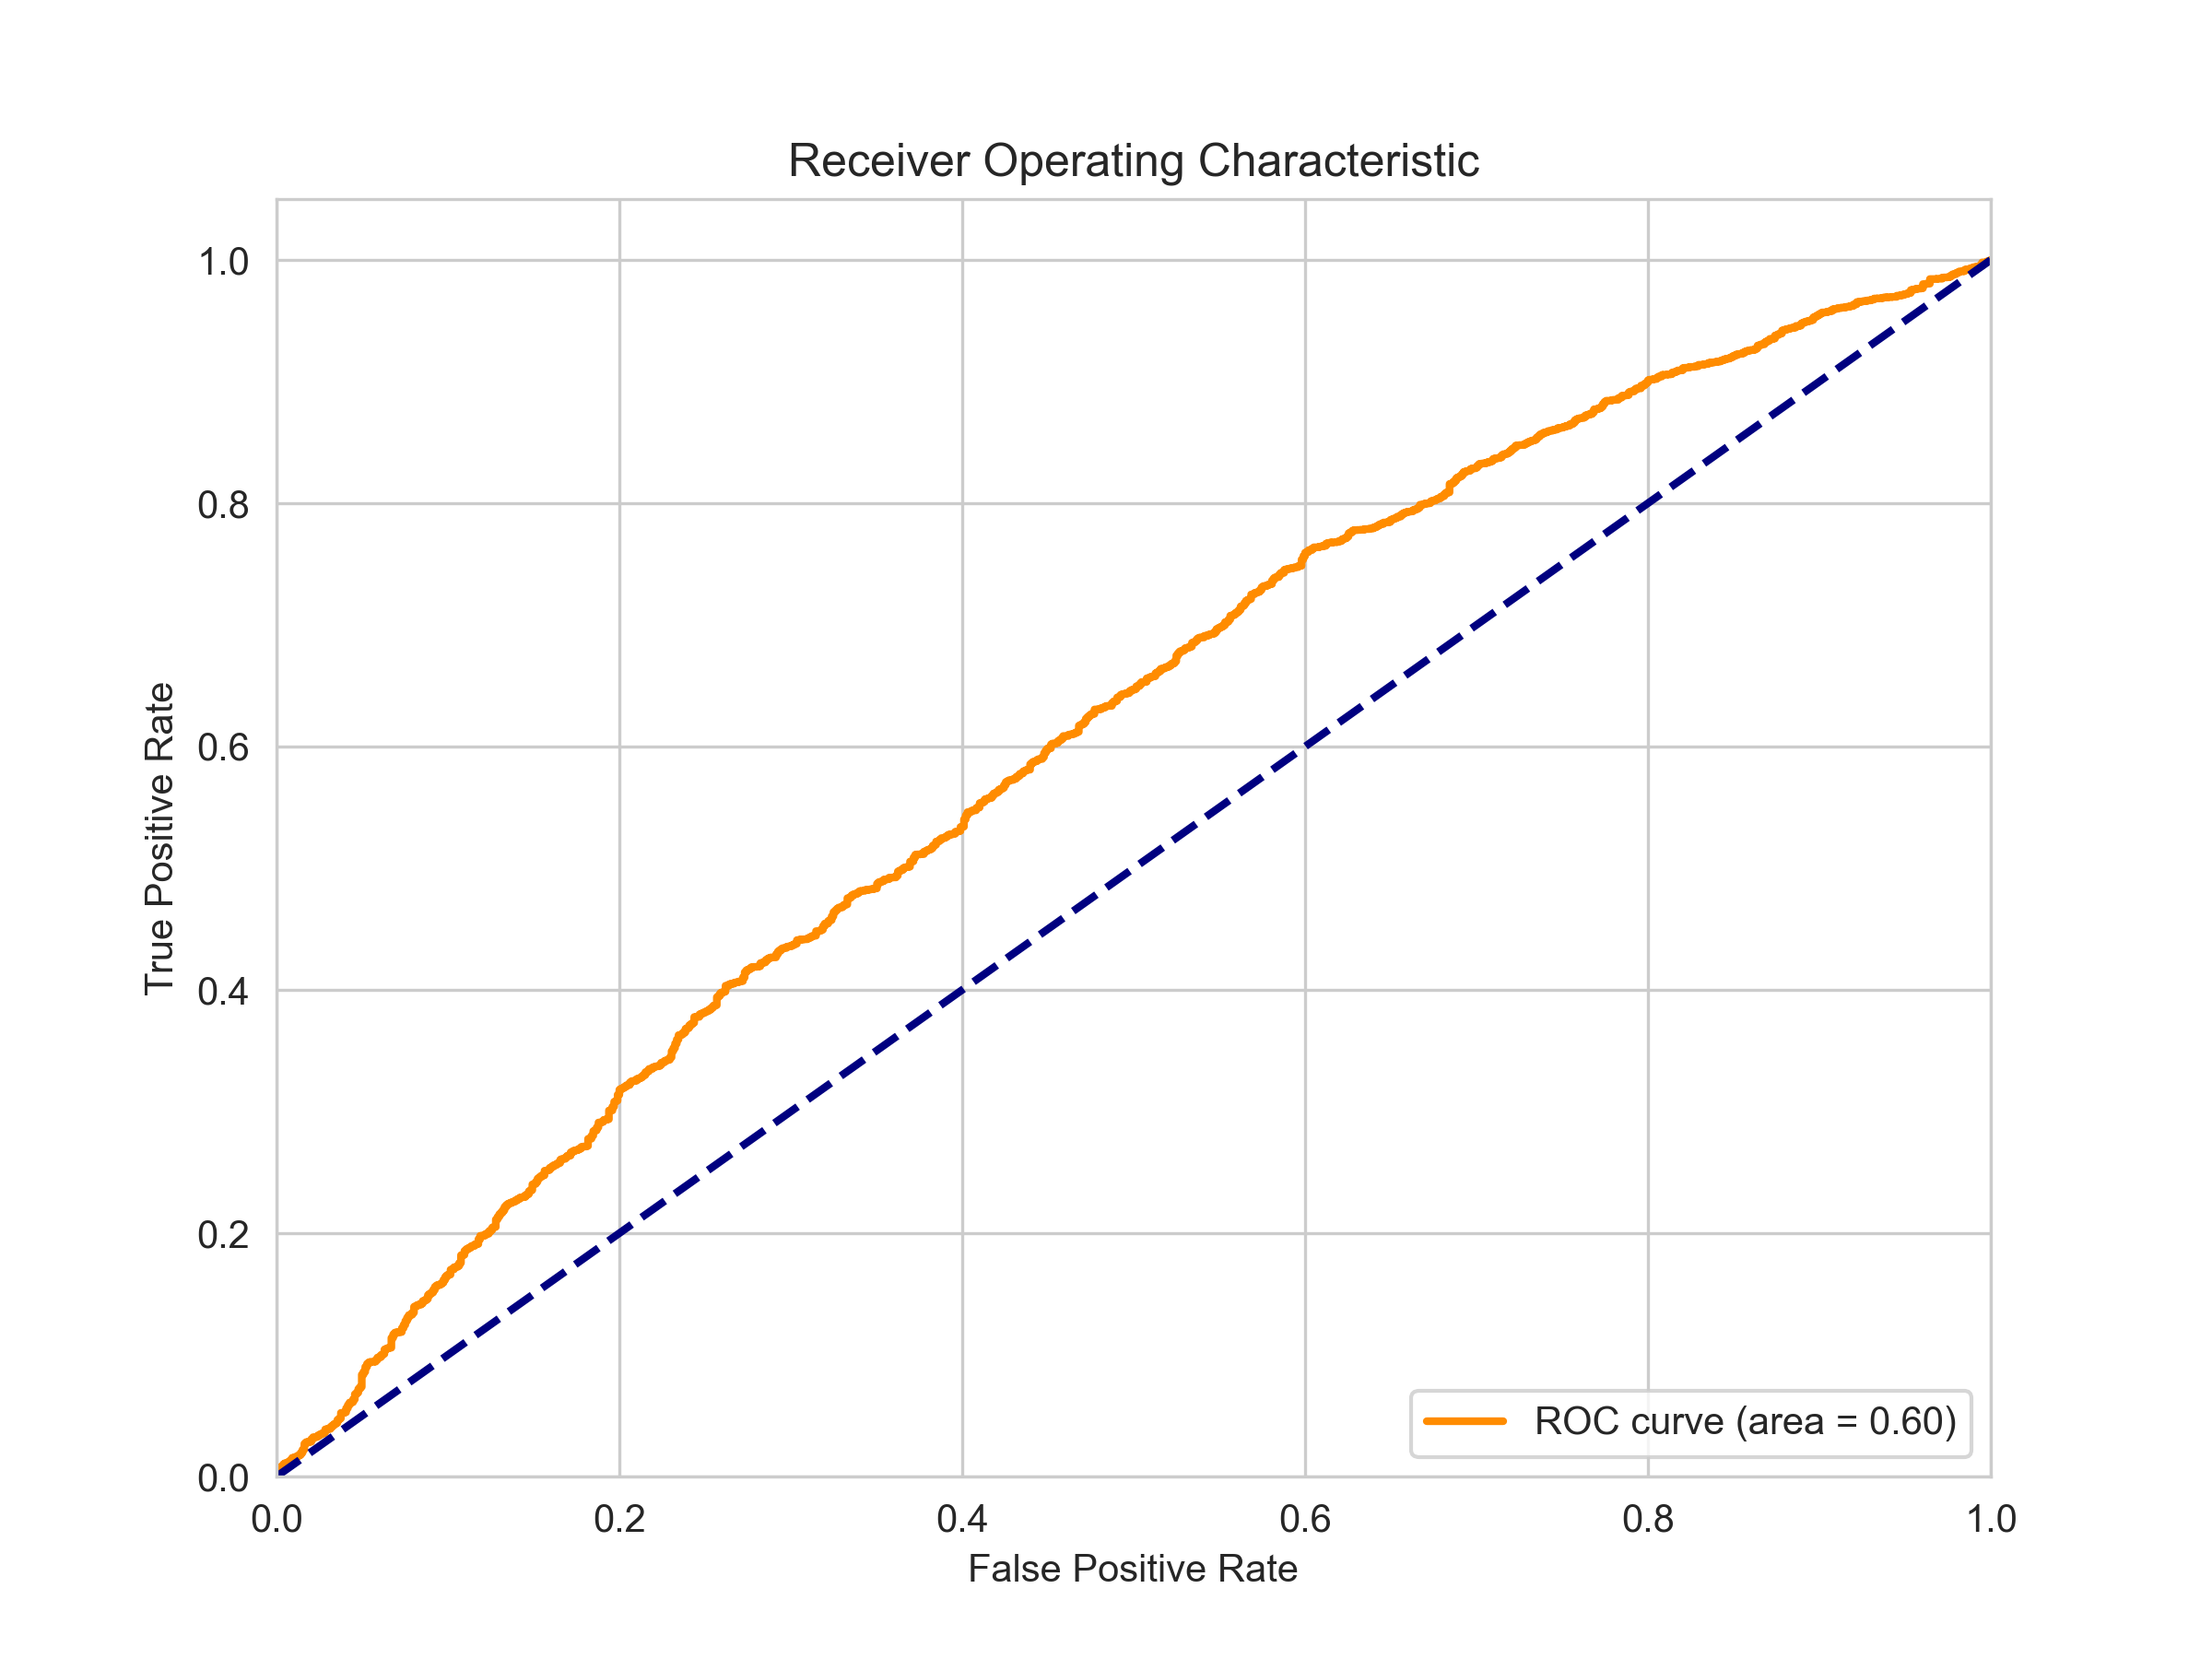 Receiver Operating Characteristic
1.0
0.8
0.6
0.4
0.2
0.0
True Positive Rate
ROC curve (area = 0.60)
0.0 0.2 0.4 0.6 0.8 1.0
False Positive Rate